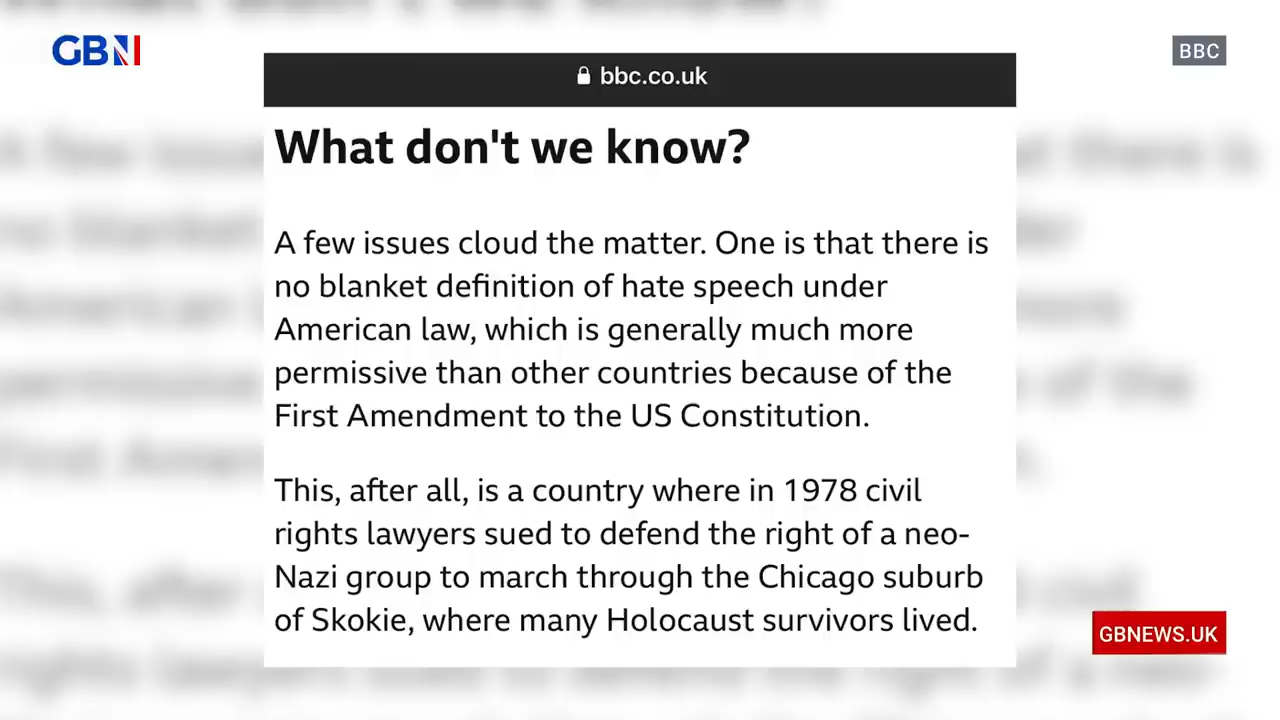 GBN
BBC
bbc.co.uk
What don't we know?
A few issues cloud the matter. One is that there is
no blanket definition of hate speech under
American law, which is generally much more
permissive than other countries because of the
First Amendment to the US Constitution.
This, after all, is a country where in 1978 civil
rights lawyers sued to defend the right of a neo-
Nazi group to march through the Chicago suburb
of Skokie, where many Holocaust survivors lived.
GBNEWS.UK